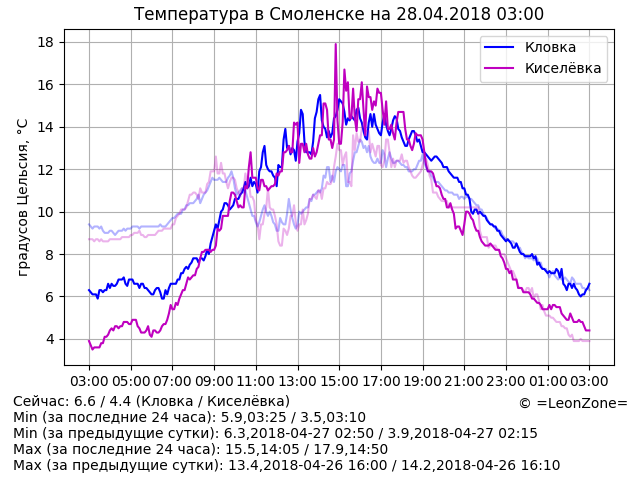 Температура в Смоленске на 28.04.2018 03:00
градусов Цельсия, °C
18
16
14
12
10
8
6
4
Кловка
Киселёвка
03:00 05:00 07:00 09:00 11:00 13:00 15:00 17:00 19:00 21:00 23:00 01:00 03:00
Сейчас: 6.6 / 4.4 (Кловка / Киселёвка)
© =LeonZone=
Min (за последние 24 часа): 5.9,03:25 / 3.5,03:10
Min (за предыдущие сутки): 6.3,2018-04-27 02:50 / 3.9,2018-04-27 02:15
Max (за последние 24 часа): 15.5,14:05 / 17.9,14:50
Max (за предыдущие сутки): 13.4,2018-04-26 16:00 / 14.2,2018-04-26 16:10